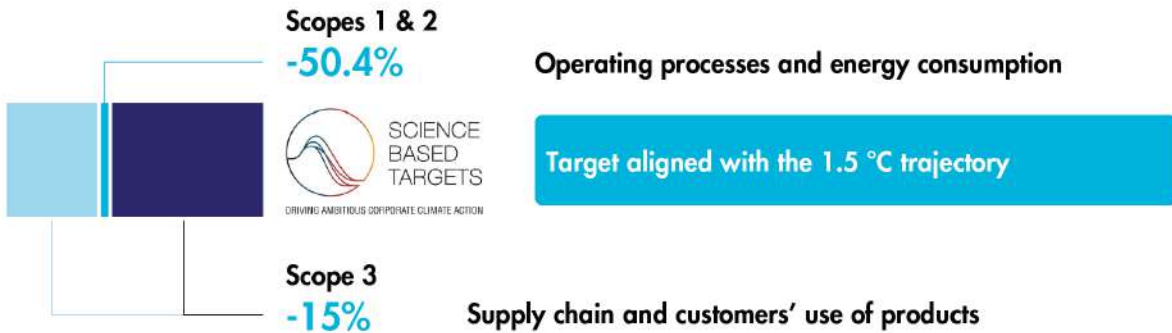 Scopes 1 & 2
-50.4%
Operating processes and energy consumption
SCIENCE
BASED
TARGETS
DRIVING AMBITIOUS CORPORATE CLIMATE ACTION
Target aligned with the 1.5 °C trajectory
Scope 3
-15%
Supply chain and customers’ use of products